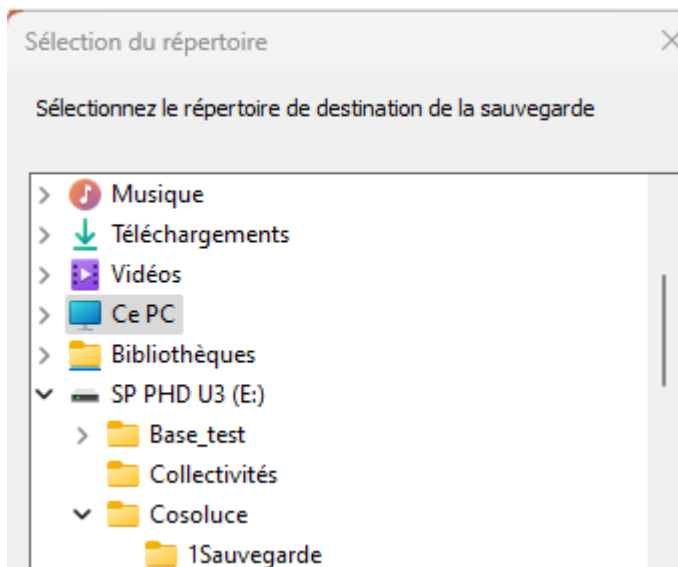 Sélection du répertoire
Sélectionnez le répertoire de destination de la sauvegarde
Musique
Téléchargements
Vidéos
Ce PC
Bibliothèques
SP PHD U3 (E:)
Base_test
Collectivités
Cosoluce
1Sauvegarde